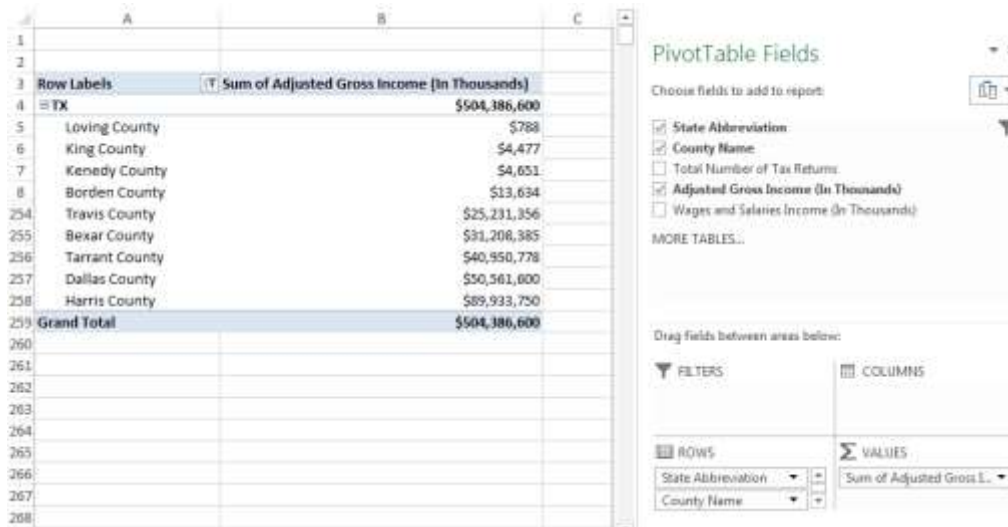 A B C
1
2
3 Row Labels Sum of Adjusted Gross Income (In Thousands)
4 TX $504,386,600
5 Loving County $788
6 King County $4,477
7 Kenedy County $4,651
8 Borden County $13,634
254 Travis County $25,231,356
255 Bexar County $31,208,385
256 Tarrant County $40,950,778
257 Dallas County $50,561,600
258 Harris County $89,933,750
259 Grand Total $504,386,600
260
261
262
263
264
265
266
267
268
PivotTable Fields
Choose fields to add to report:
State Abbreviation
County Name
Total Number of Tax Returns
Adjusted Gross Income (In Thousands)
Wages and Salaries Income (In Thousands)
MORE TABLES...
Drag fields between areas below:
FILTERS COLUMNS
ROWS VALUES
State Abbreviation Sum of Adjusted Gross I...
County Name